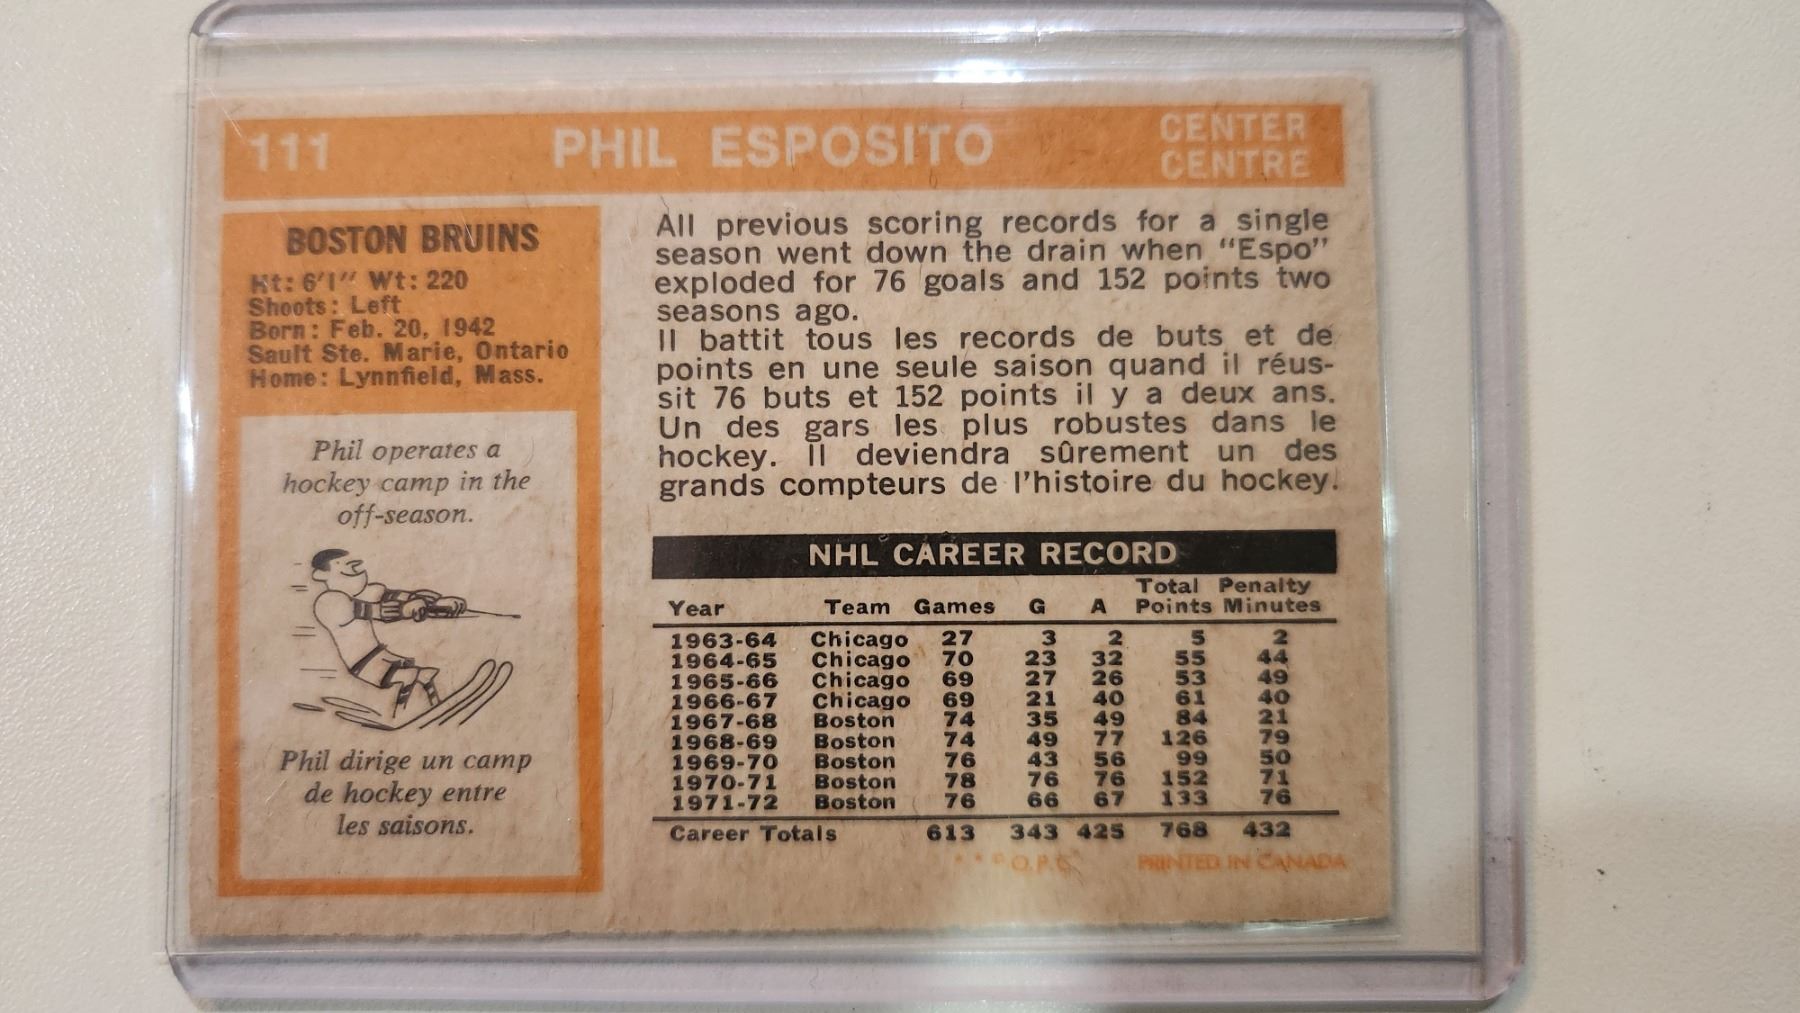 111 PHIL ESPOSITO CENTER
CENTRE
BOSTON BRUINS
Ht: 6'1" Wt: 220
Shoots: Left
Born: Feb. 20, 1942
Sault Ste. Marie, Ontario
Home: Lynnfield, Mass.
Phil operates a
hockey camp in the
off-season.
Phil dirige un camp
de hockey entre
les saisons.
All previous scoring records for a single
season went down the drain when "Espo"
exploded for 76 goals and 152 points two
seasons ago.
Il battit tous les records de buts et de
points en une seule saison quand il réus-
sit 76 buts et 152 points il y a deux ans.
Un des gars les plus robustes dans le
hockey. Il deviendra sûrement un des
grands compteurs de l'histoire du hockey.
NHL CAREER RECORD
Total Penalty
Year Team Games G A Points Minutes
1963-64 Chicago 27 3 2 5 2
1964-65 Chicago 70 23 32 55 44
1965-66 Chicago 69 27 26 53 49
1966-67 Chicago 69 21 40 61 40
1967-68 Boston 74 35 49 84 21
1968-69 Boston 74 49 77 126 79
1969-70 Boston 76 43 56 99 50
1970-71 Boston 78 76 76 152 71
1971-72 Boston 76 66 67 133 76
Career Totals 613 343 425 768 432
O.P.C. PRINTED IN CANADA